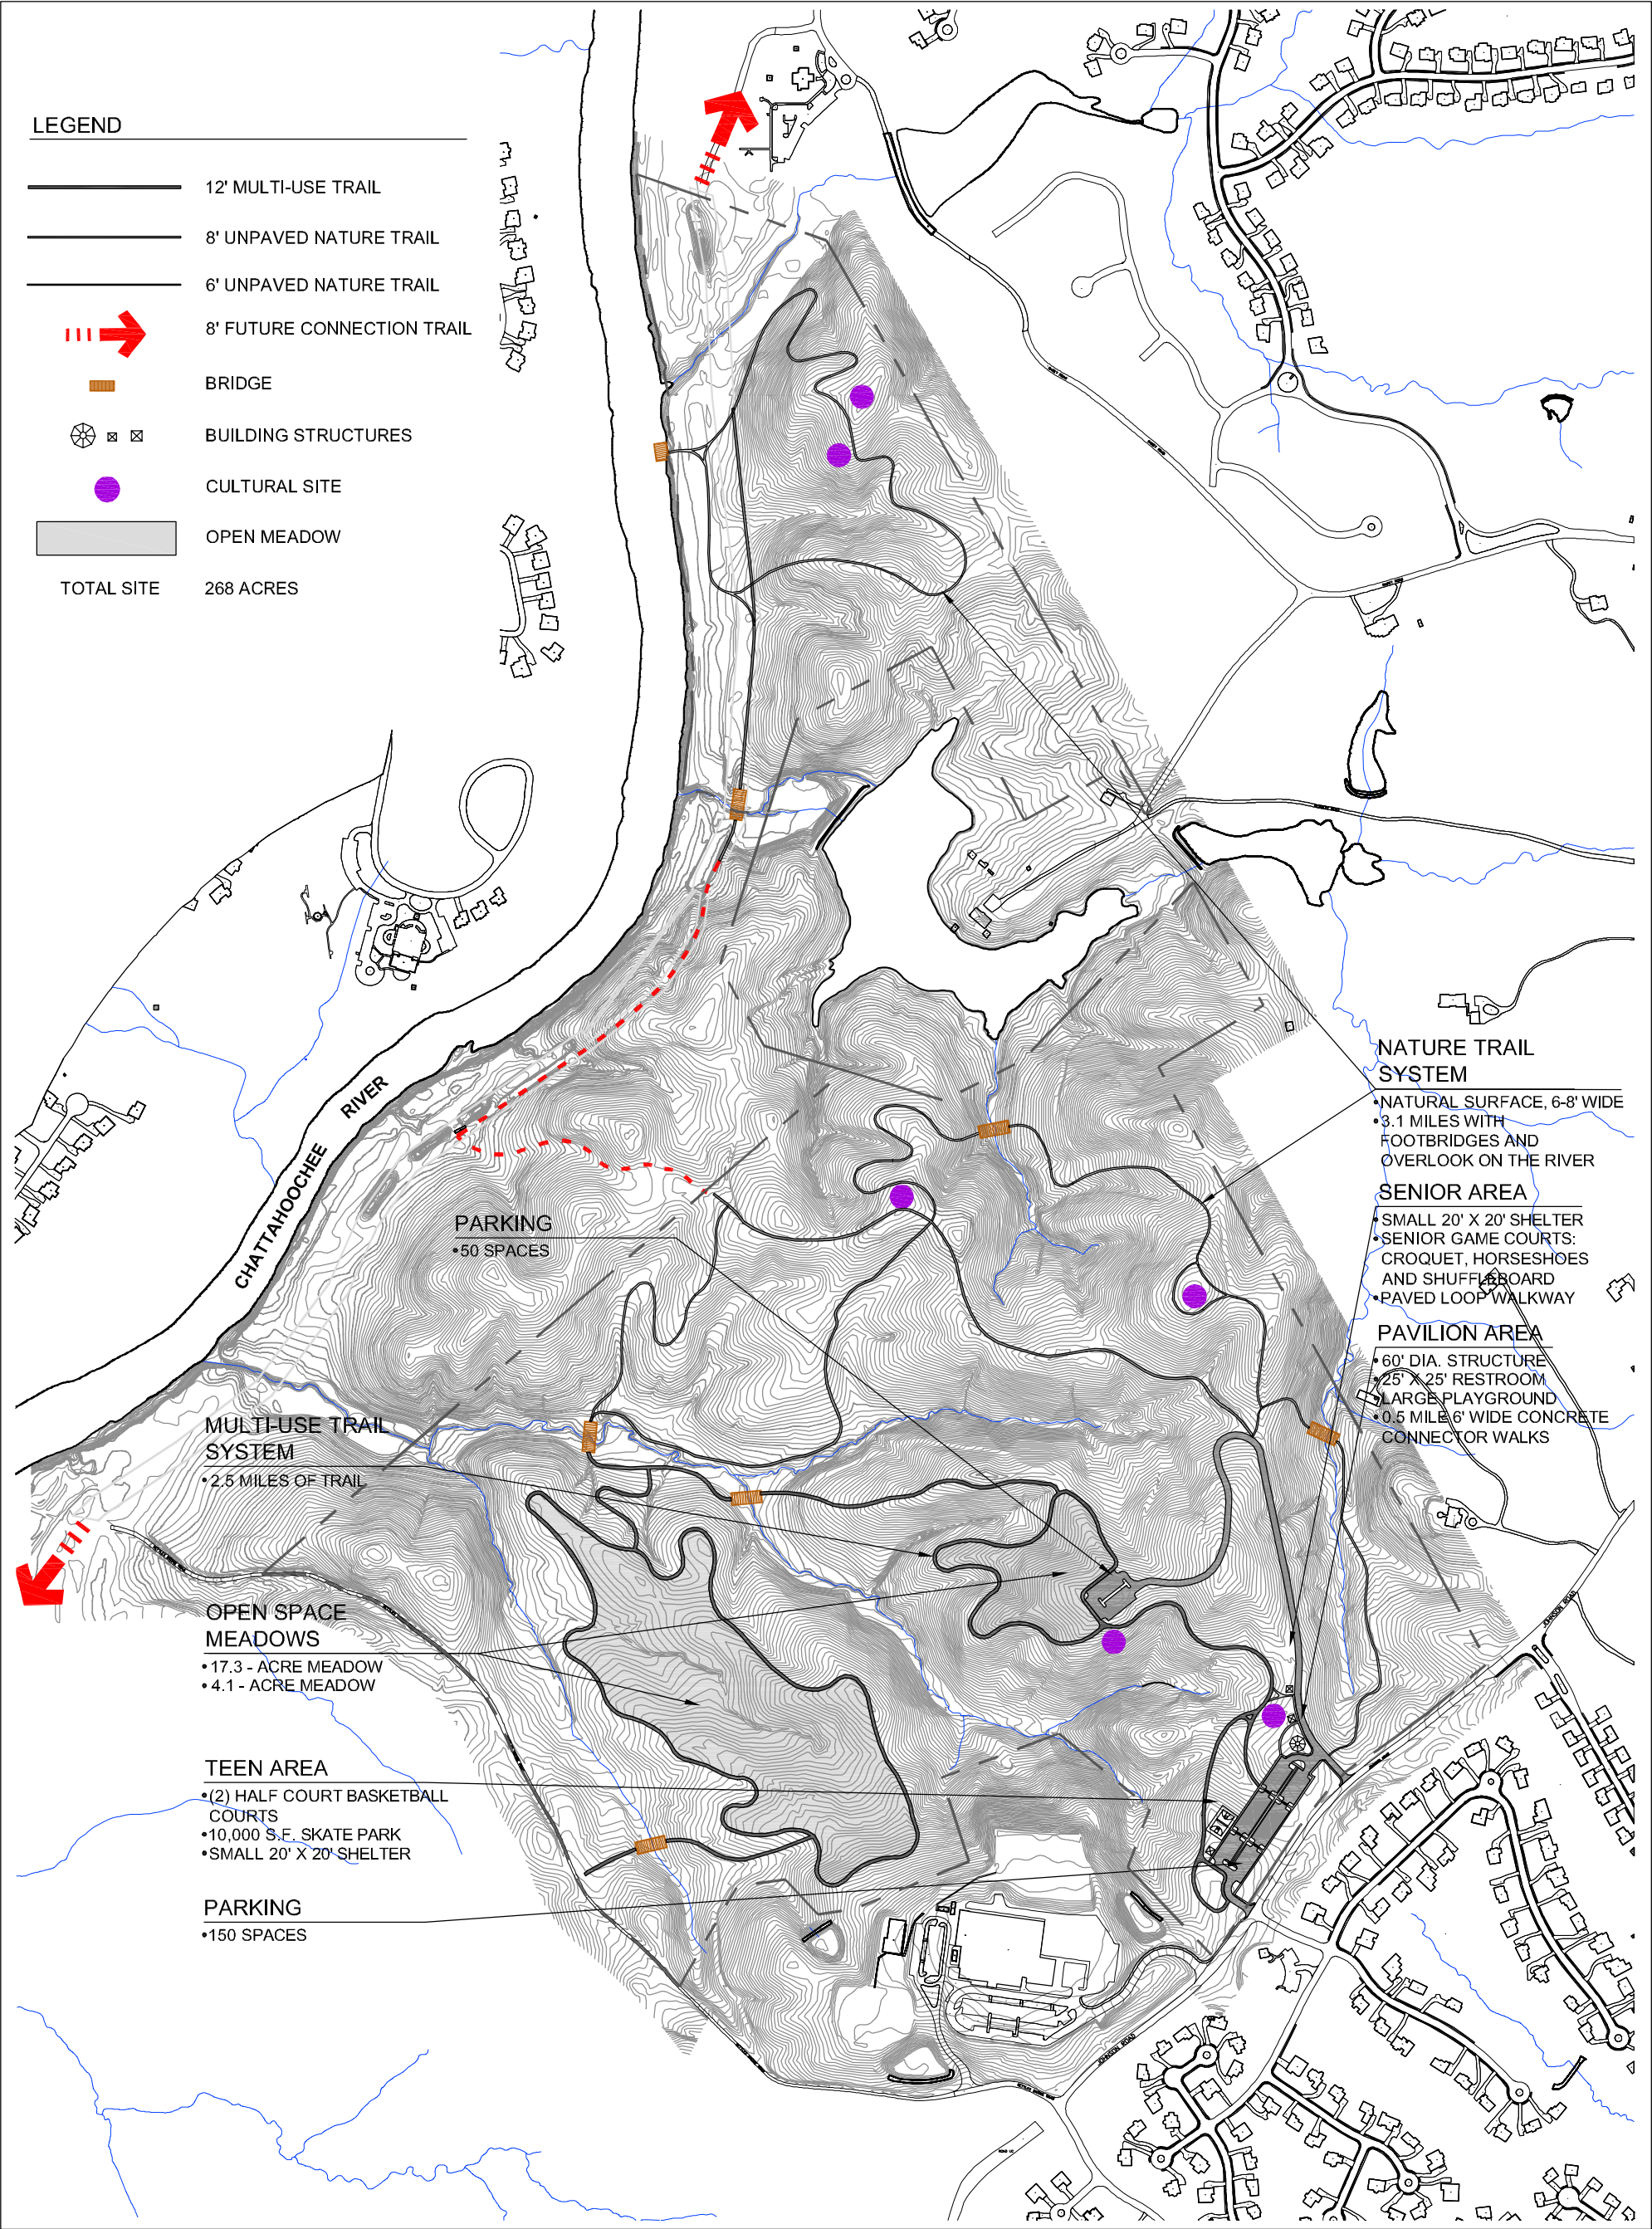 LEGEND
12' MULTI-USE TRAIL
8' UNPAVED NATURE TRAIL
6' UNPAVED NATURE TRAIL
8' FUTURE CONNECTION TRAIL
BRIDGE
BUILDING STRUCTURES
CULTURAL SITE
OPEN MEADOW
TOTAL SITE 268 ACRES
CHATTAHOOCHEE RIVER
NATURE TRAIL
SYSTEM
•NATURAL SURFACE, 6-8' WIDE
•3.1 MILES WITH
FOOTBRIDGES AND
OVERLOOK ON THE RIVER
SENIOR AREA
•SMALL 20' X 20' SHELTER
•SENIOR GAME COURTS:
CROQUET, HORSESHOES
AND SHUFFLEBOARD
•PAVED LOOP WALKWAY
PAVILION AREA
•60' DIA. STRUCTURE
•25' X 25' RESTROOM
•LARGE PLAYGROUND
•0.5 MILE 6' WIDE CONCRETE
CONNECTOR WALKS
PARKING
•50 SPACES
MULTI-USE TRAIL
SYSTEM
•2.5 MILES OF TRAIL
OPEN SPACE
MEADOWS
•17.3 - ACRE MEADOW
•4.1 - ACRE MEADOW
TEEN AREA
•(2) HALF COURT BASKETBALL
COURTS
•10,000 S.F. SKATE PARK
•SMALL 20' X 20' SHELTER
PARKING
•150 SPACES
JOHNSON ROAD
JOHNSON ROAD